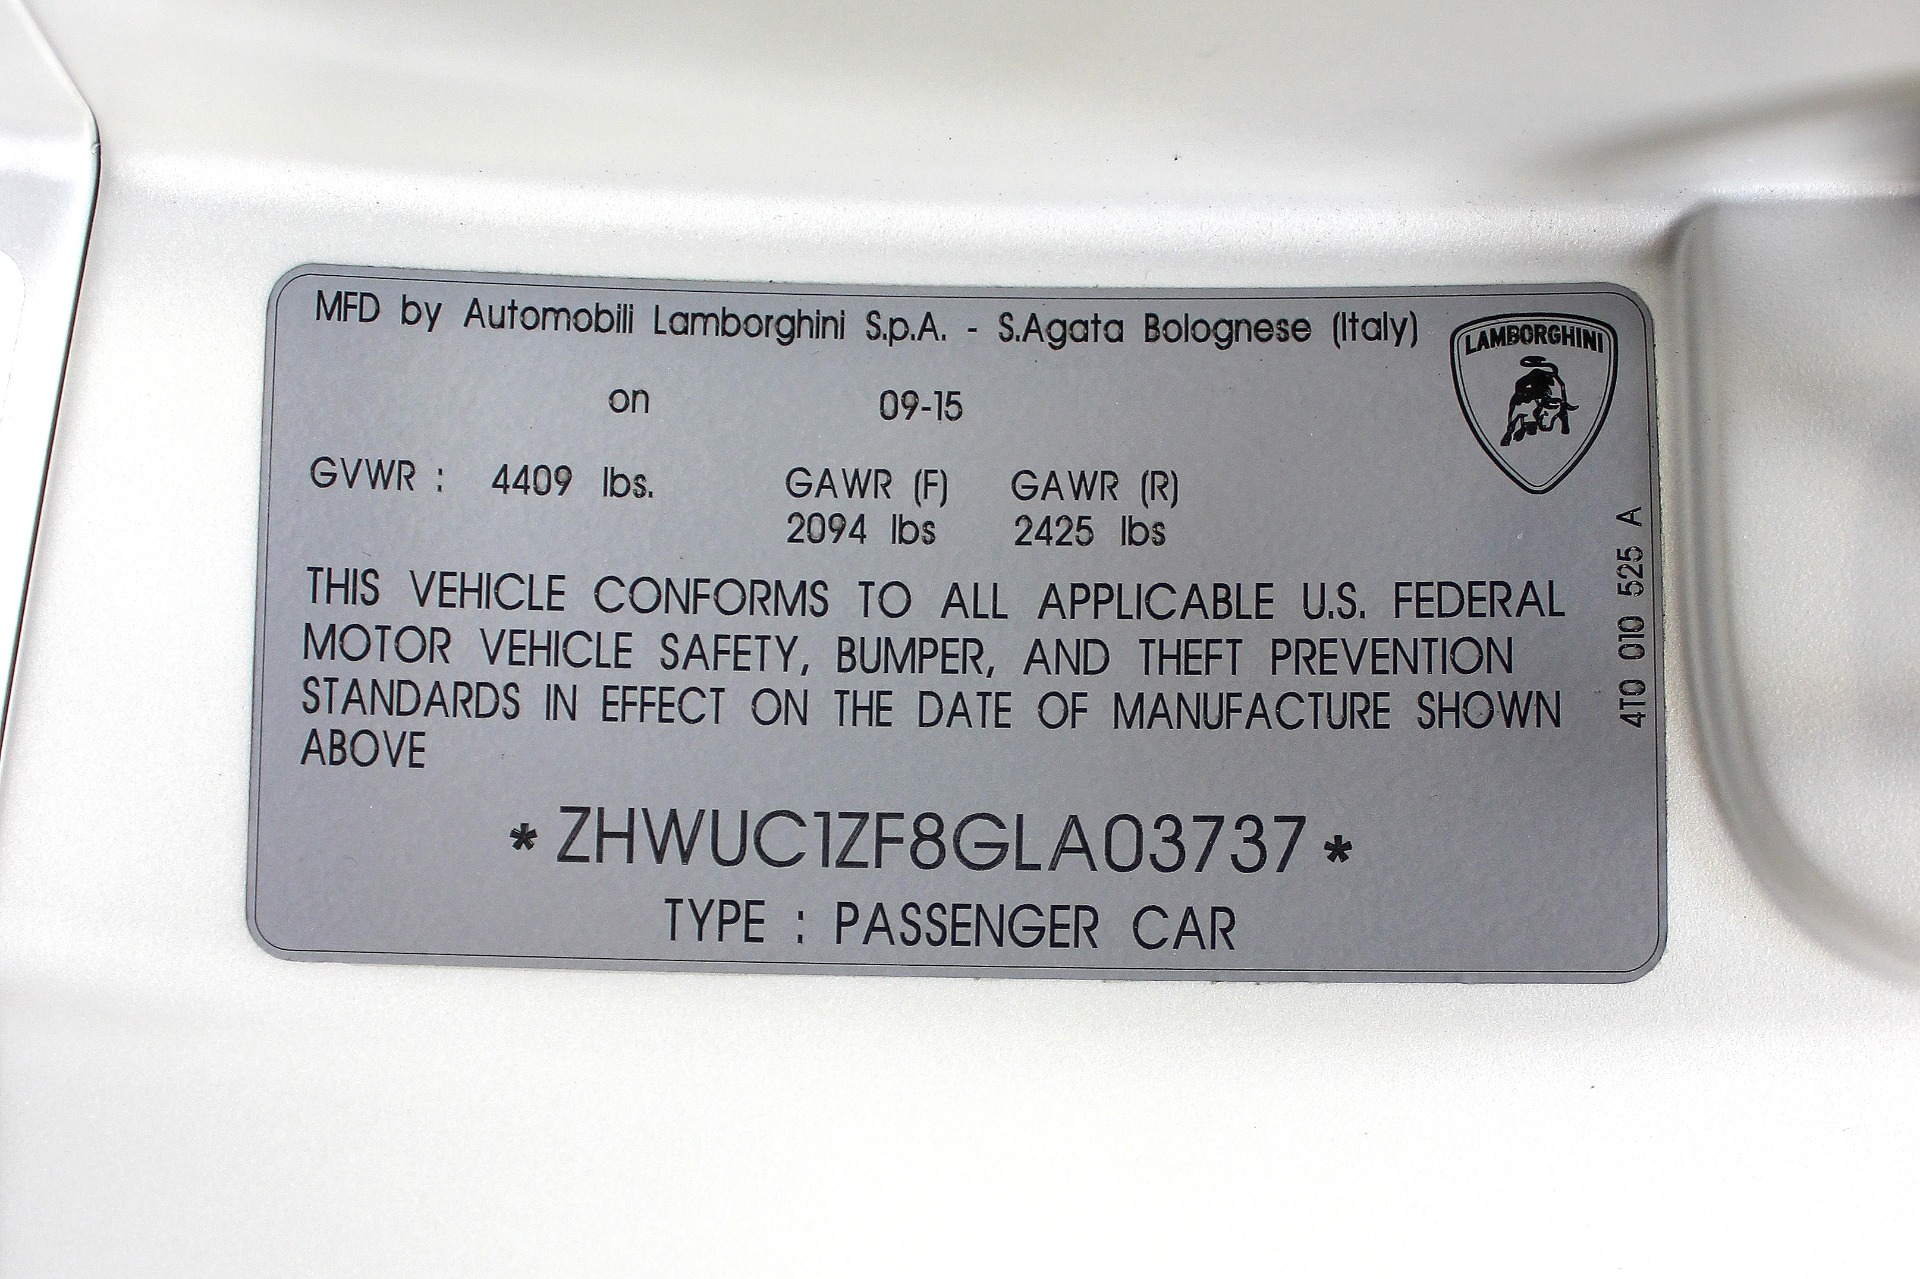 MFD by Automobili Lamborghini S.p.A. - S.Agata Bolognese (Italy)
LAMBORGHINI
on 09-15
GVWR : 4409 lbs. GAWR (F) GAWR (R)
2094 lbs 2425 lbs
THIS VEHICLE CONFORMS TO ALL APPLICABLE U.S. FEDERAL
MOTOR VEHICLE SAFETY, BUMPER, AND THEFT PREVENTION
STANDARDS IN EFFECT ON THE DATE OF MANUFACTURE SHOWN
ABOVE
*ZHWUC1ZF8GLA03737*
TYPE : PASSENGER CAR
4T0 010 525 A